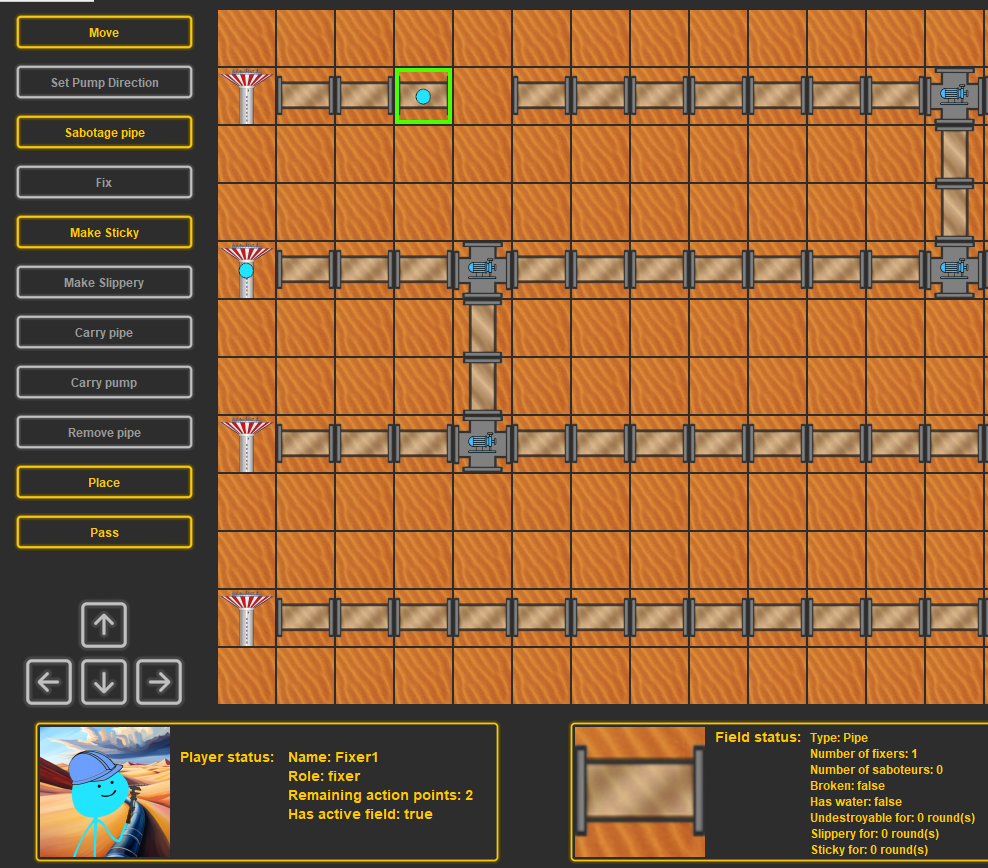 Move
Set Pump Direction
Sabotage pipe
Fix
Make Sticky
Make Slippery
Carry pipe
Carry pump
Remove pipe
Place
Pass
Player status:
Name: Fixer1
Role: fixer
Remaining action points: 2
Has active field: true
Field status:
Type: Pipe
Number of fixers: 1
Number of saboteurs: 0
Broken: false
Has water: false
Undestroyable for: 0 round(s)
Slippery for: 0 round(s)
Sticky for: 0 round(s)